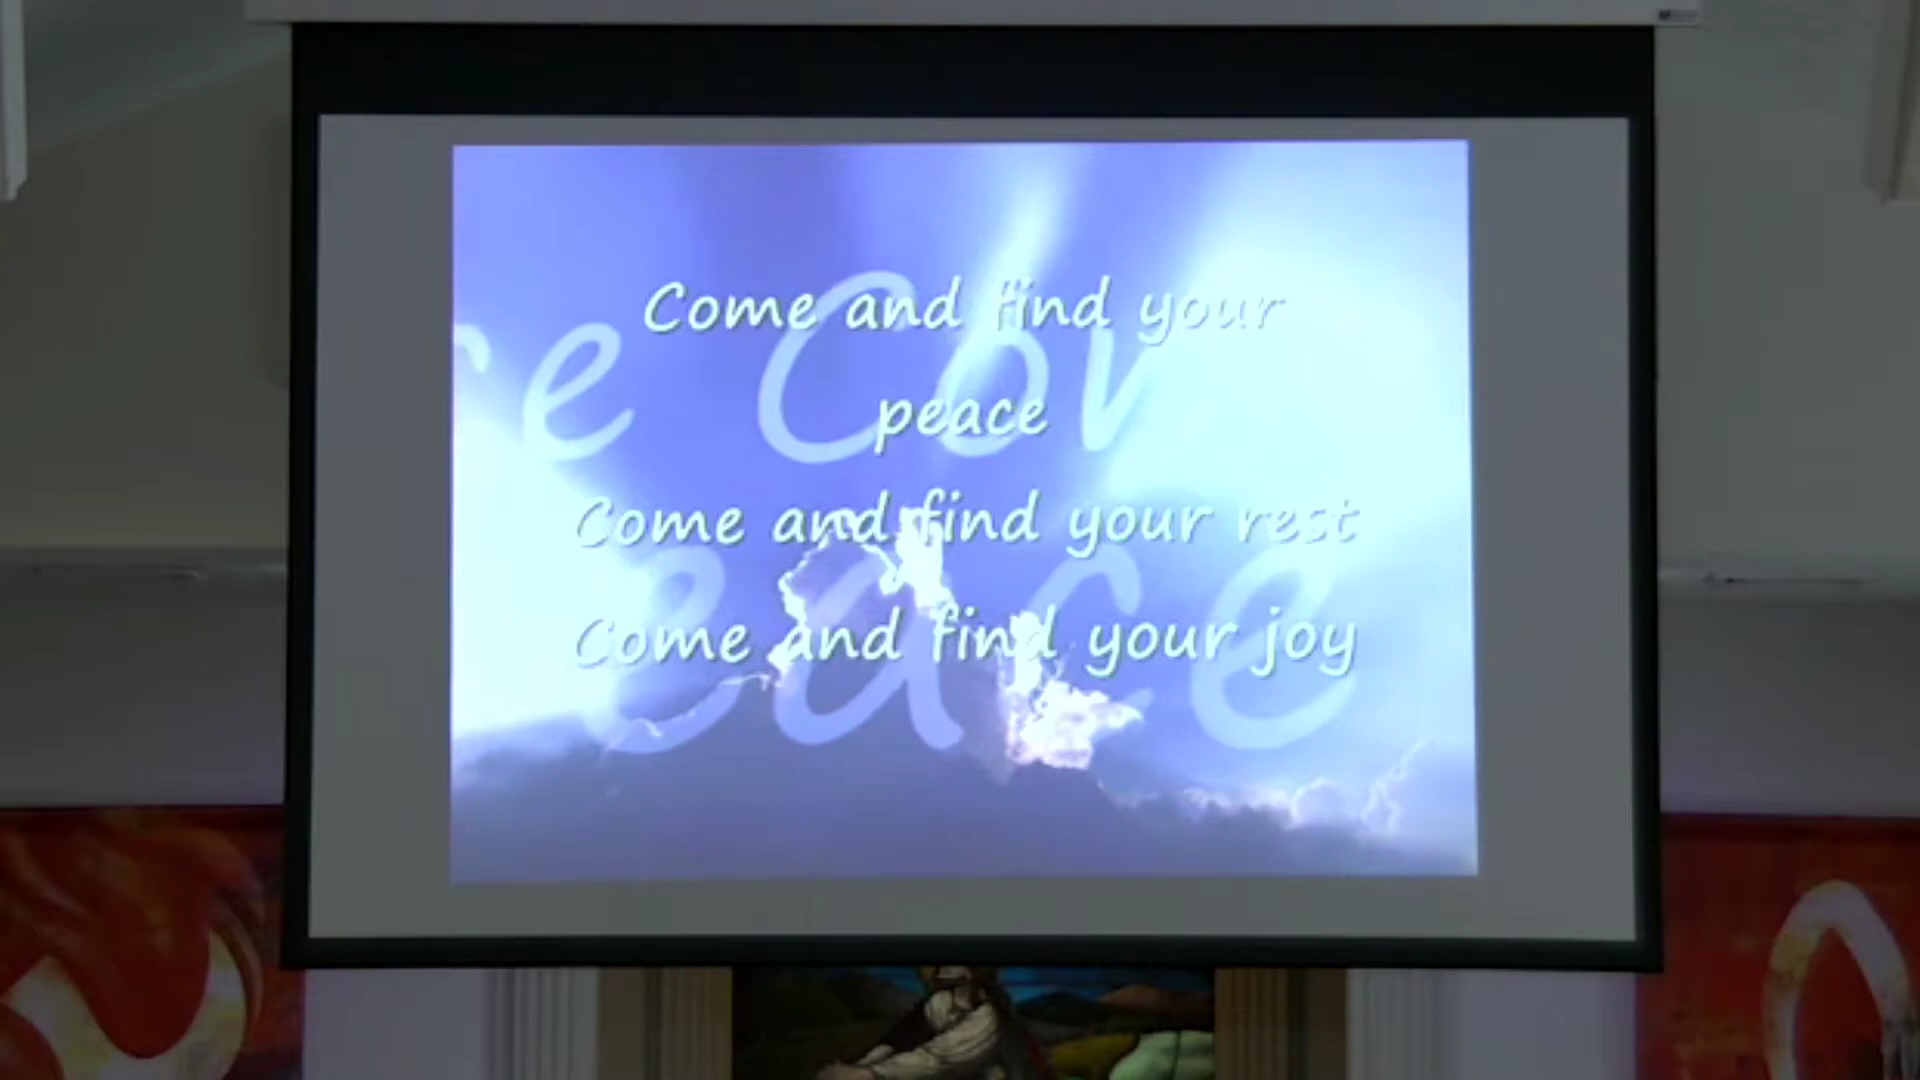 Come and find your
peace
Come and find your rest
Come and find your joy